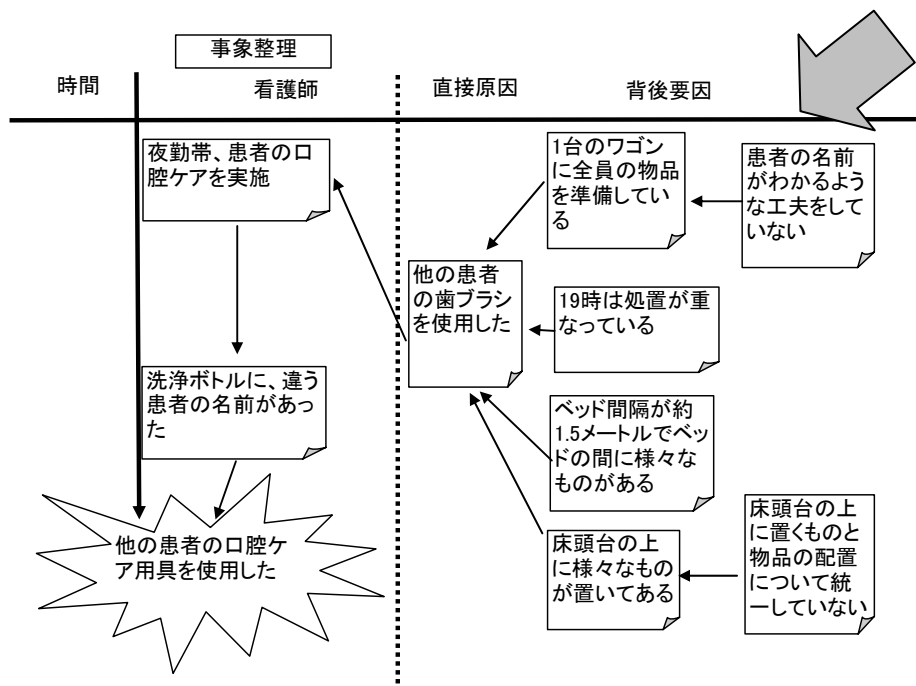 事象整理
時間
看護師
直接原因
背後要因
夜勤帯、患者の口
腔ケアを実施
1台のワゴン
に全員の物品
を準備してい
る
患者の名前
がわかるよう
な工夫をして
いない
他の患者
の歯ブラシ
を使用した
19時は処置が重
なっている
洗浄ボトルに、違う
患者の名前があっ
た
ベッド間隔が約
1.5メートルでベッ
ドの間に様々な
ものがある
他の患者の口腔ケ
ア用具を使用した
床頭台の上
に様々なもの
が置いてある
床頭台の上
に置くものと
物品の配置
について統
一していない